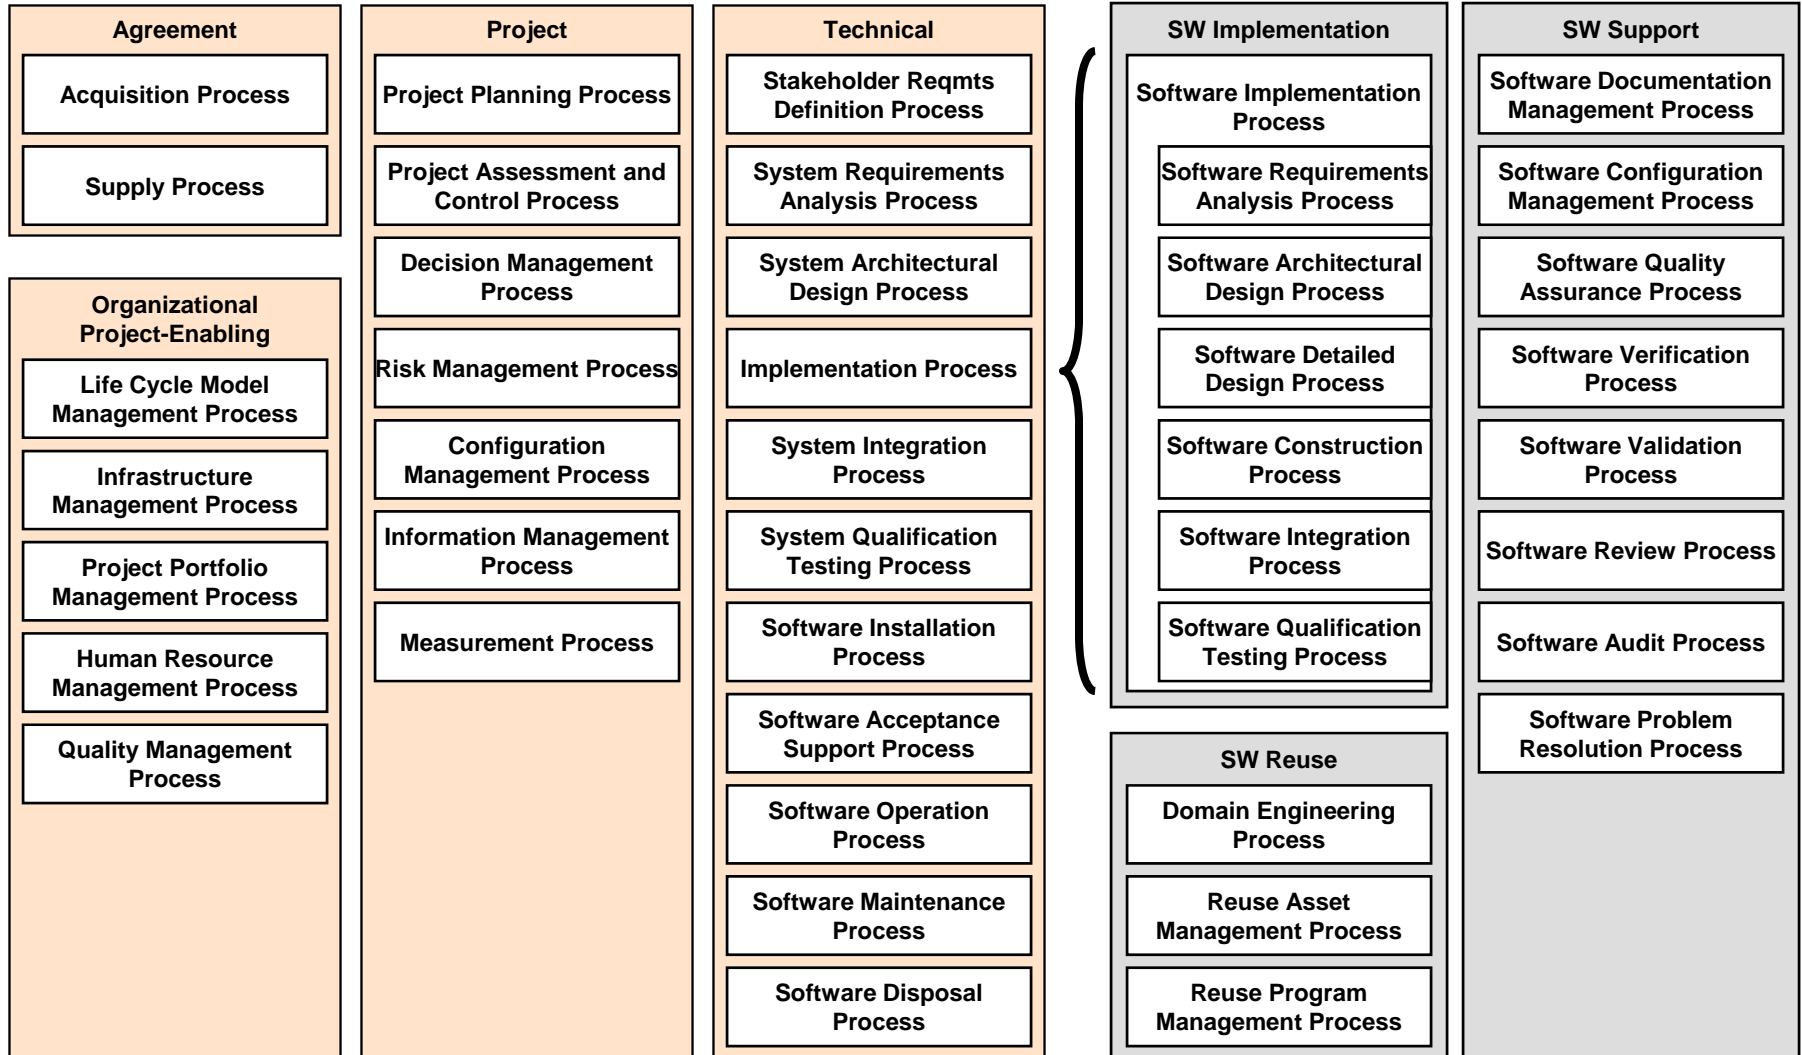 Agreement
Acquisition Process
Supply Process
Organizational
Project-Enabling
Life Cycle Model
Management Process
Infrastructure
Management Process
Project Portfolio
Management Process
Human Resource
Management Process
Quality Management
Process
Project
Project Planning Process
Project Assessment and
Control Process
Decision Management
Process
Risk Management Process
Configuration
Management Process
Information Management
Process
Measurement Process
Technical
Stakeholder Reqmts
Definition Process
System Requirements
Analysis Process
System Architectural
Design Process
Implementation Process
System Integration
Process
System Qualification
Testing Process
Software Installation
Process
Software Acceptance
Support Process
Software Operation
Process
Software Maintenance
Process
Software Disposal
Process
SW Implementation
Software Implementation
Process
Software Requirements
Analysis Process
Software Architectural
Design Process
Software Detailed
Design Process
Software Construction
Process
Software Integration
Process
Software Qualification
Testing Process
SW Reuse
Domain Engineering
Process
Reuse Asset
Management Process
Reuse Program
Management Process
SW Support
Software Documentation
Management Process
Software Configuration
Management Process
Software Quality
Assurance Process
Software Verification
Process
Software Validation
Process
Software Review Process
Software Audit Process
Software Problem
Resolution Process